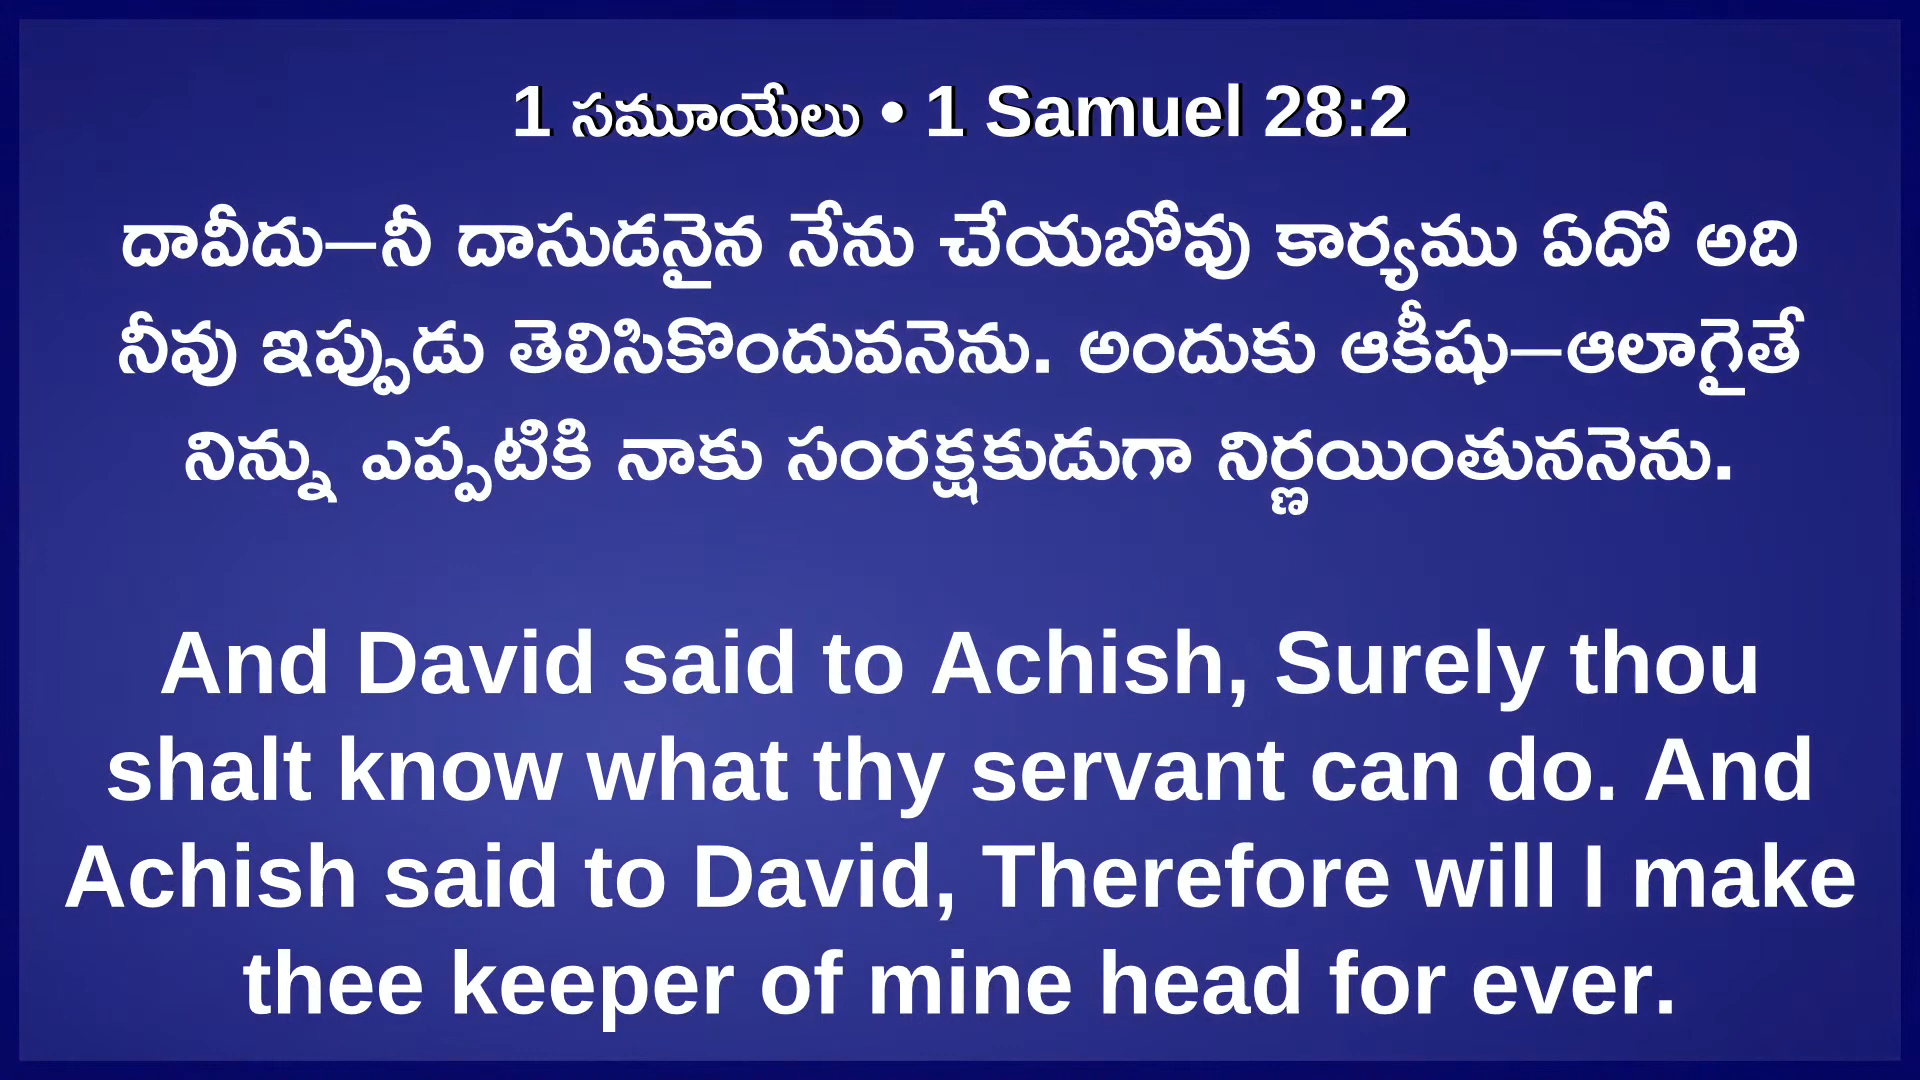 1 సమూయేలు • 1 Samuel 28:2
దావీదు—నీ దాసుడనైన నేను చేయబోవు కార్యము ఏదో అది
నీవు ఇప్పుడు తెలిసికొందువనెను. అందుకు ఆకీషు—ఆలాగైతే
నిన్ను ఎప్పటికి నాకు సంరక్షకుడుగా నిర్ణయింతుననెను.
And David said to Achish, Surely thou
shalt know what thy servant can do. And
Achish said to David, Therefore will I make
thee keeper of mine head for ever.